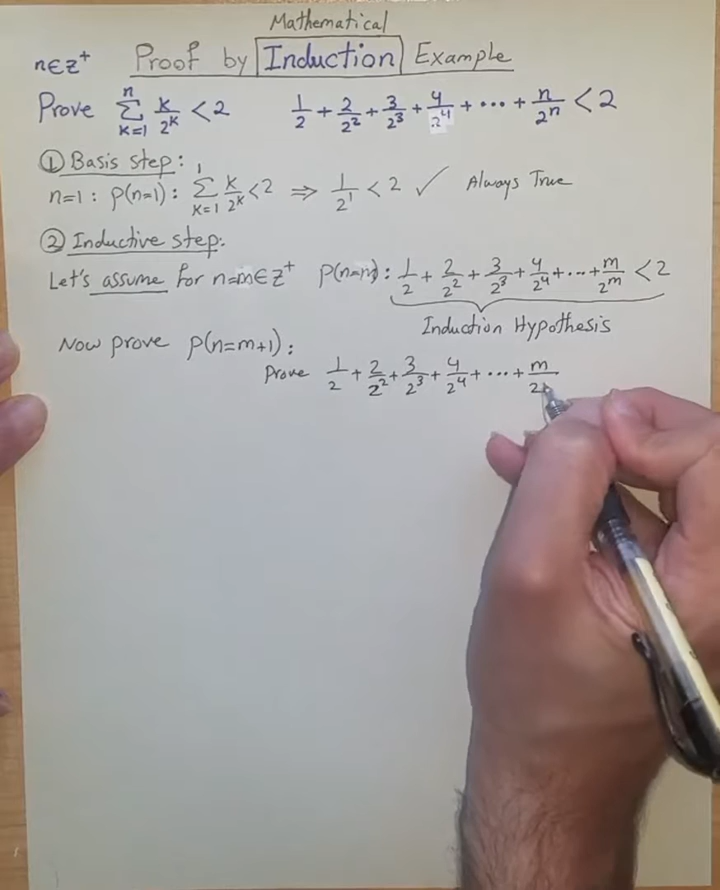 Mathematical
n∈Z⁺ Proof by Induction Example
Prove ∑_{k=1}^{n} k/2^k < 2    1/2 + 2/2² + 3/2³ + 4/2⁴ + ... + n/2ⁿ < 2
① Basis step:
n=1 : P(n=1) : ∑_{k=1}^{1} k/2^k < 2 ⇒ 1/2¹ < 2 ✓ Always True
② Inductive step:
Let's assume for n=m∈Z⁺ P(n=m) : 1/2 + 2/2² + 3/2³ + 4/2⁴ + ... + m/2^m < 2
Induction Hypothesis
Now prove P(n=m+1) :
Prove 1/2 + 2/2² + 3/2³ + 4/2⁴ + ... + m/2